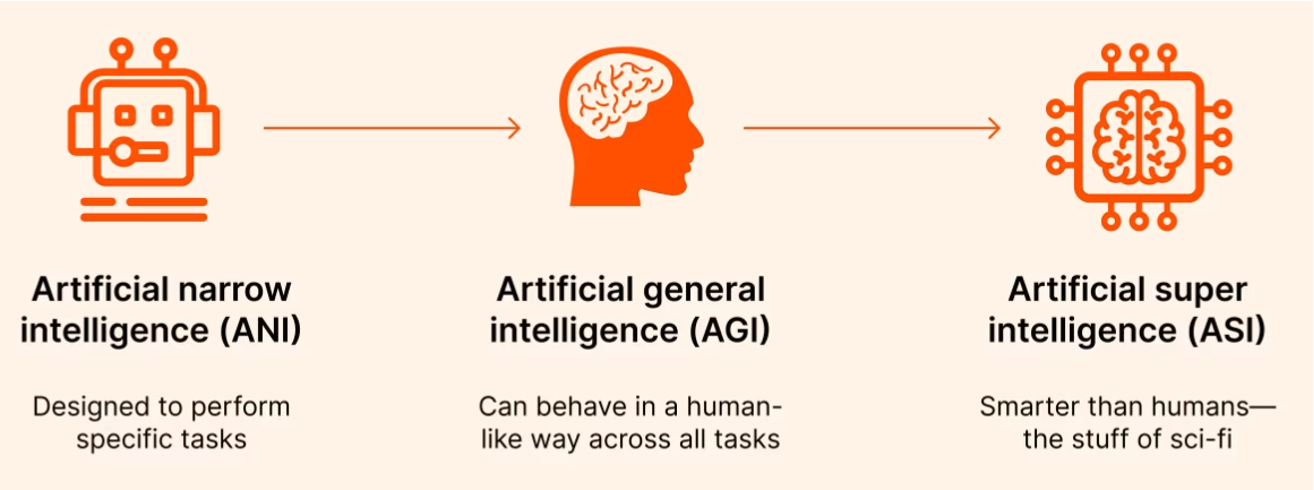 Artificial narrow
intelligence (ANI)
Designed to perform
specific tasks
Artificial general
intelligence (AGI)
Can behave in a human-
like way across all tasks
Artificial super
intelligence (ASI)
Smarter than humans—
the stuff of sci-fi